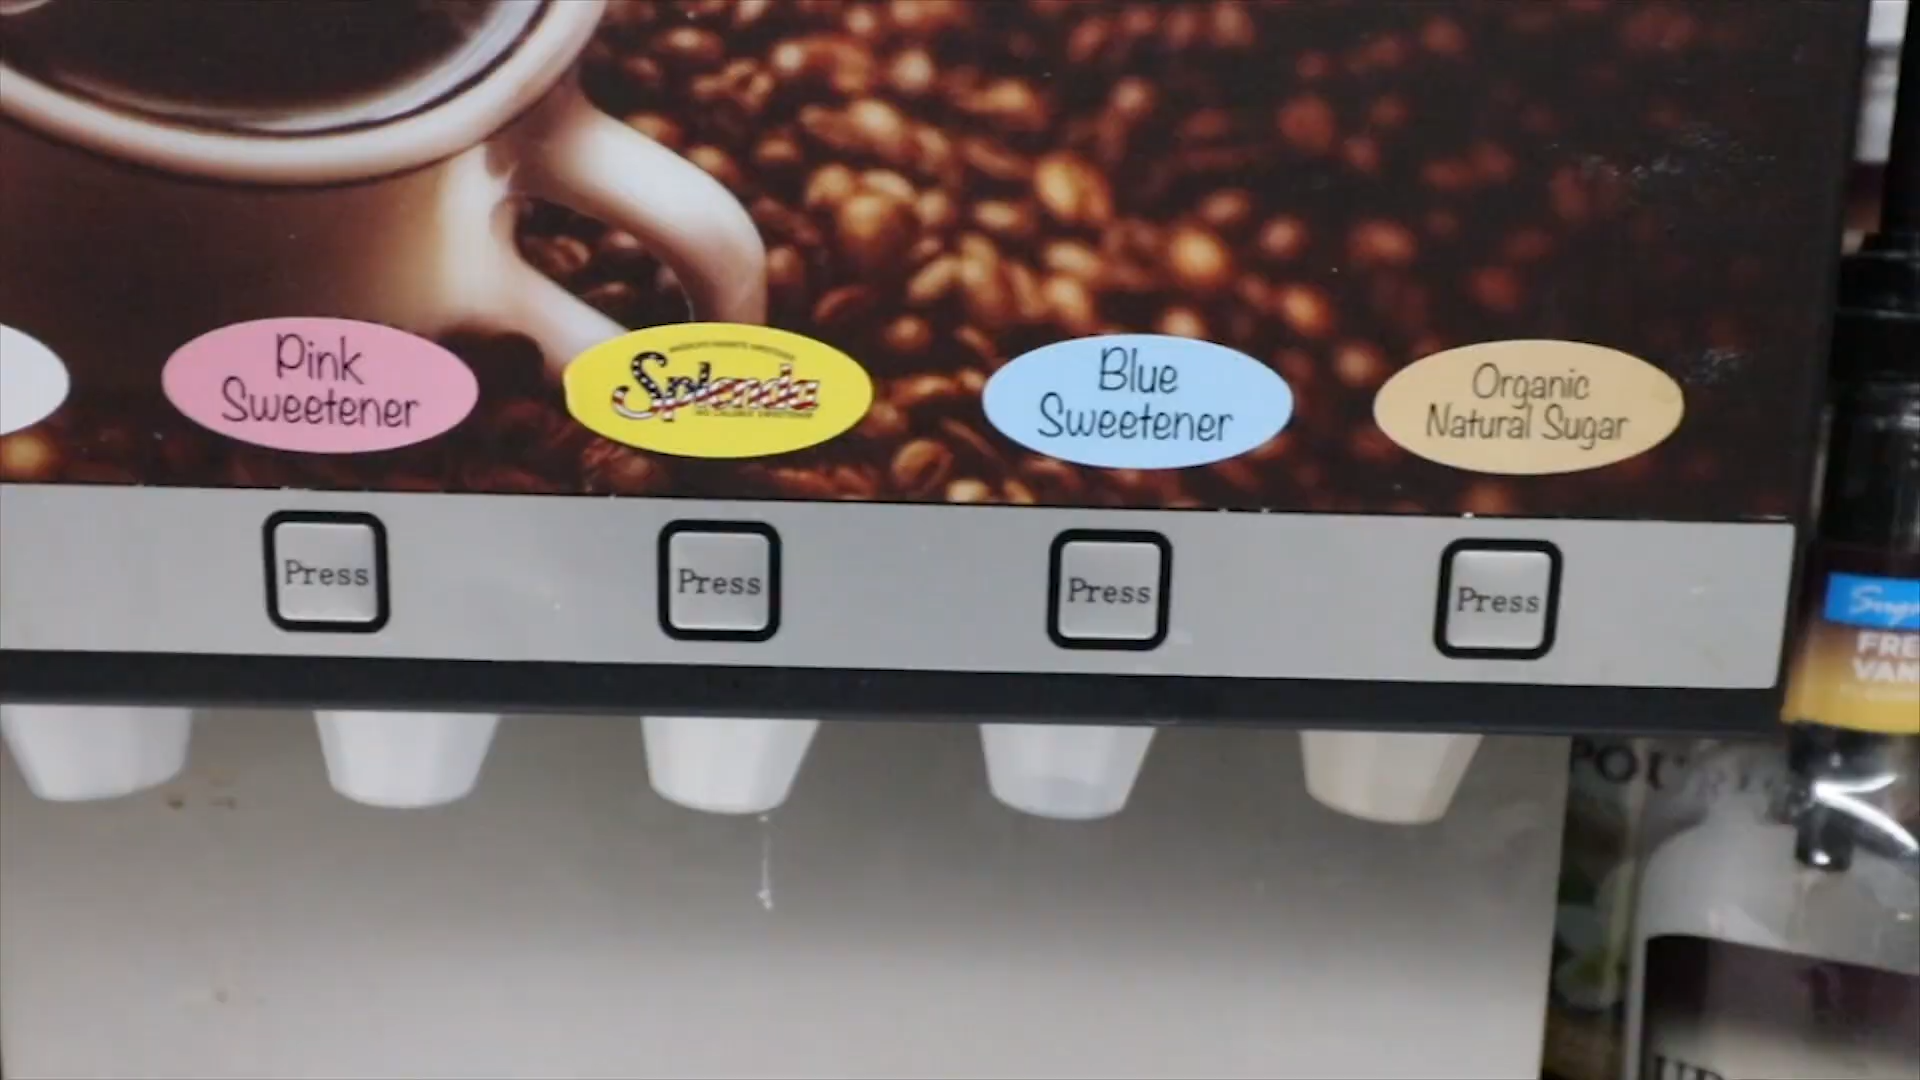 Pink
Sweetener
Splenda
Blue
Sweetener
Organic
Natural Sugar
Press
Press
Press
Press